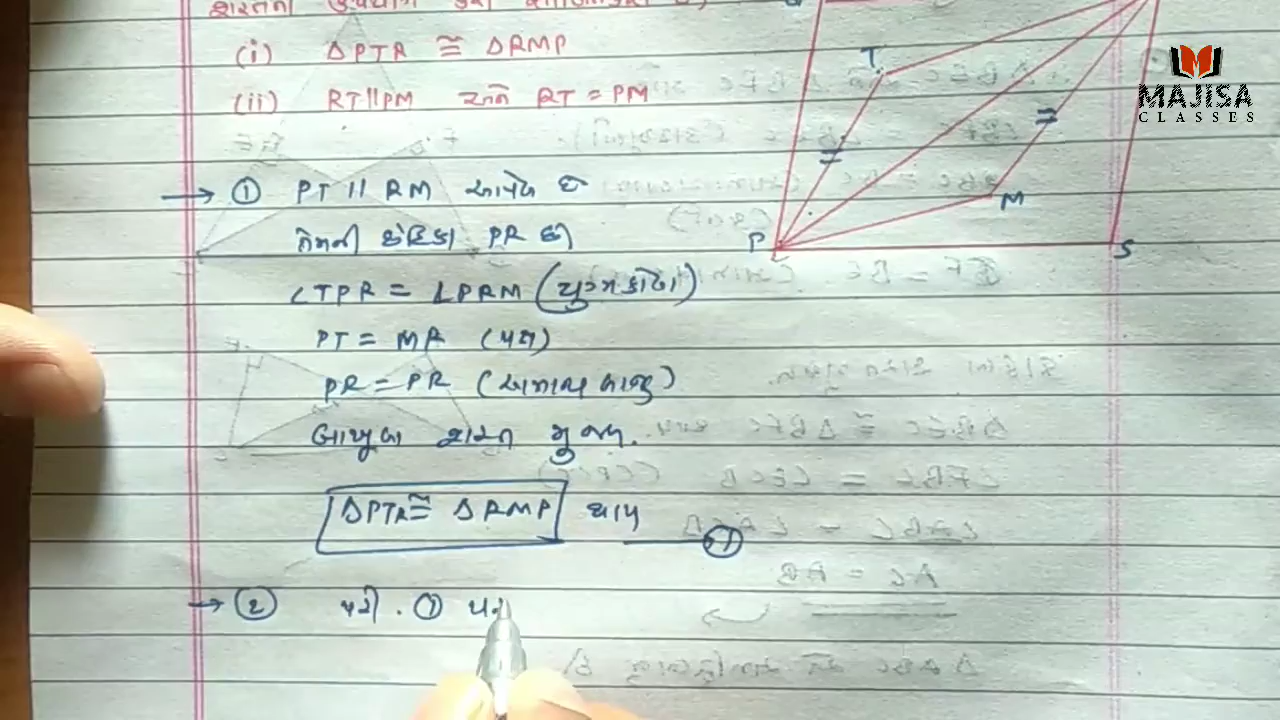 (i) ΔPTR ≅ ΔRMP
(ii) RT||PM અને RT = PM
T
M
P
S
MAJISA
CLASSES
→ ① PT || RM આપેલ છે
તેમની છેદિકા PR છે
∠TPR = ∠PRM (યુગ્મકોણો)
PT = MR (પક્ષ)
PR = PR (સામાન્ય બાજુ)
બાખૂબા શરત મુજબ.
ΔPTR ≅ ΔRMP થાય ①
→ ② પરી. ① પર